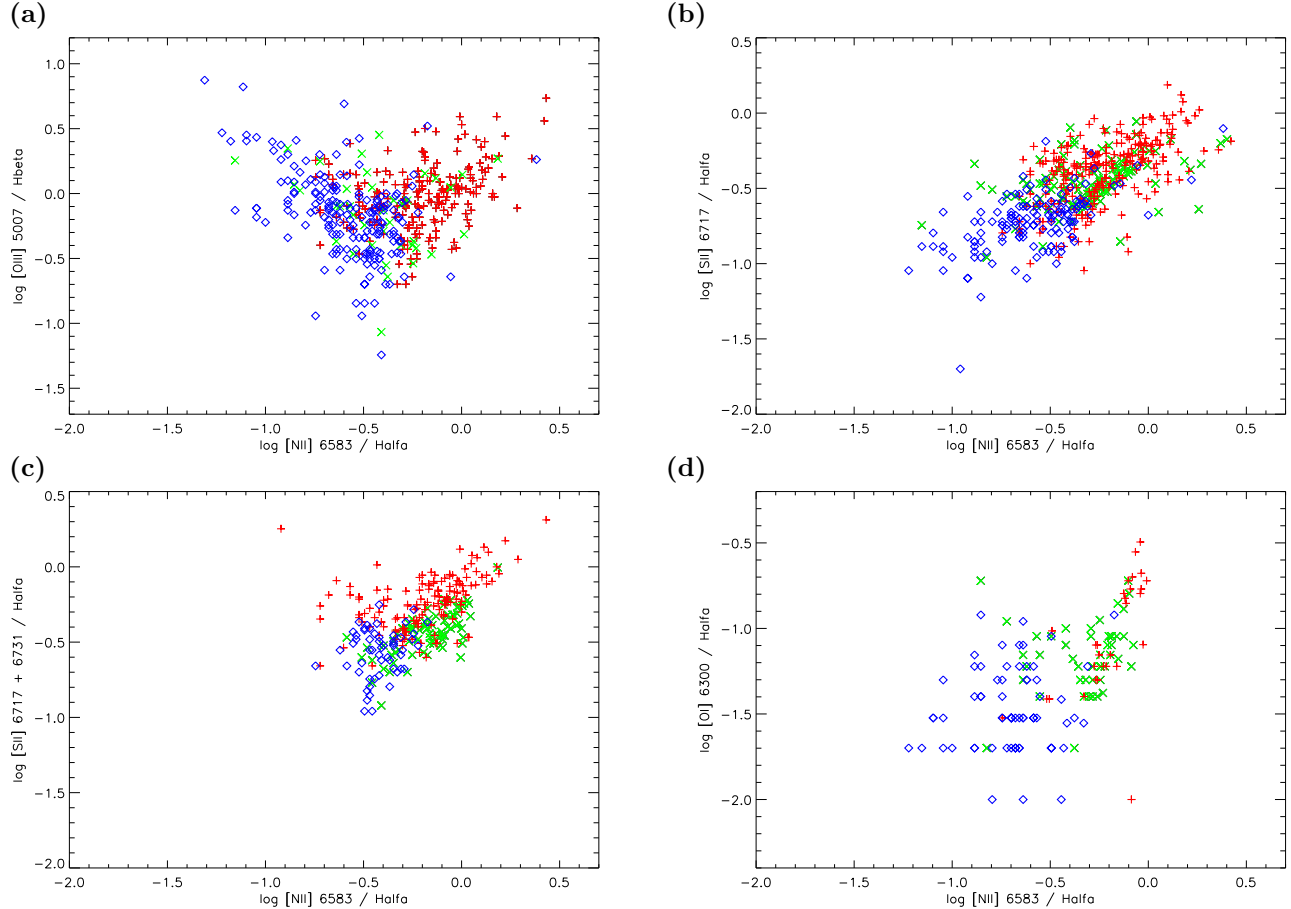 (a)
log [OIII] 5007 / Hbeta
1.0
0.5
0.0
−0.5
−1.0
−1.5
−2.0 −1.5 −1.0 −0.5 0.0 0.5
log [NII] 6583 / Halfa
(b)
log [SII] 6717 / Halfa
0.5
0.0
−0.5
−1.0
−1.5
−2.0
−2.0 −1.5 −1.0 −0.5 0.0 0.5
log [NII] 6583 / Halfa
(c)
log [SII] 6717 + 6731 / Halfa
0.5
0.0
−0.5
−1.0
−1.5
−2.0
−2.0 −1.5 −1.0 −0.5 0.0 0.5
log [NII] 6583 / Halfa
(d)
log [OI] 6300 / Halfa
−0.5
−1.0
−1.5
−2.0
−2.0 −1.5 −1.0 −0.5 0.0 0.5
log [NII] 6583 / Halfa